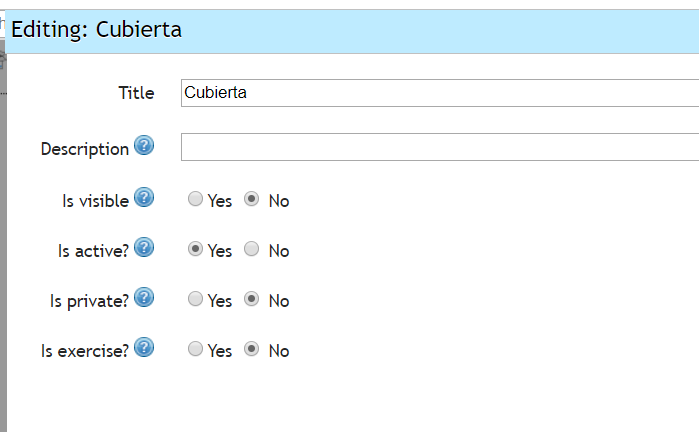 Editing: Cubierta
Title Cubierta
Description ?
Is visible ? Yes No
Is active? ? Yes No
Is private? ? Yes No
Is exercise? ? Yes No